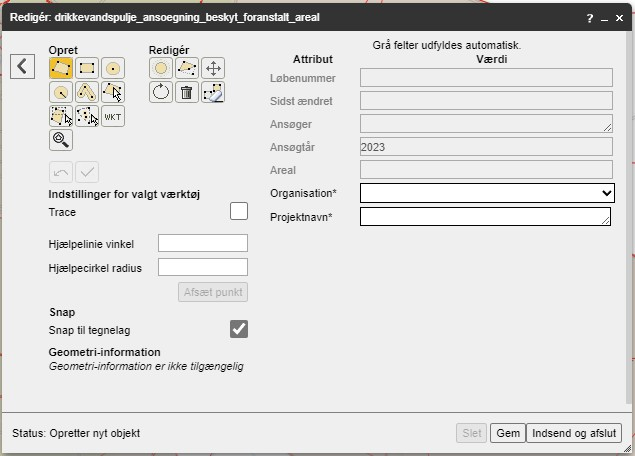 Redigér: drikkevandspulje_ansoegning_beskyt_foranstalt_areal
? – ×
Opret
Redigér
WKT
Indstillinger for valgt værktøj
Trace
Hjælpelinie vinkel
Hjælpecirkel radius
Afsæt punkt
Snap
Snap til tegnelag
Geometri-information
Geometri-information er ikke tilgængelig
Grå felter udfyldes automatisk.
Attribut Værdi
Løbenummer
Sidst ændret
Ansøger
Ansøgtår 2023
Areal
Organisation*
Projektnavn*
Status: Opretter nyt objekt
Slet Gem Indsend og afslut